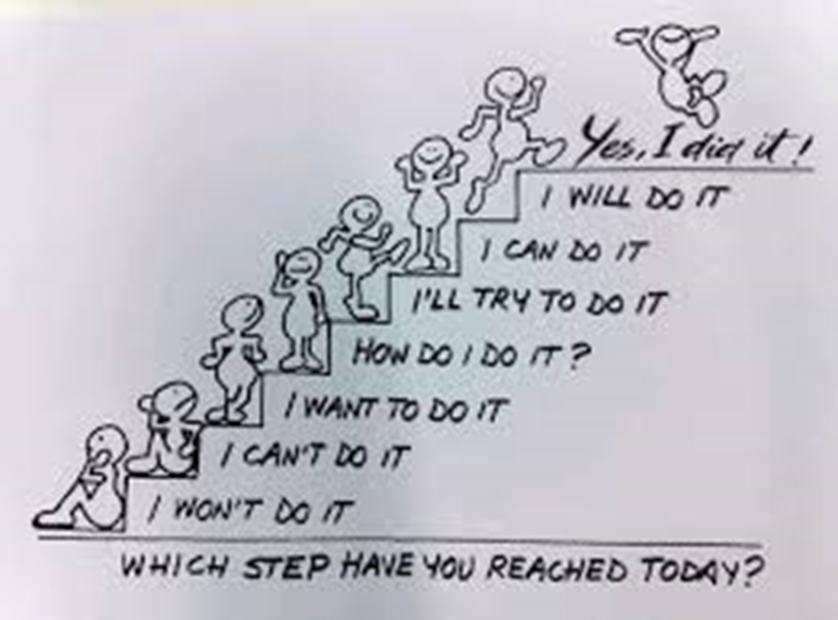 Yes, I did it!
I WILL DO IT
I CAN DO IT
I'LL TRY TO DO IT
HOW DO I DO IT?
I WANT TO DO IT
I CAN'T DO IT
I WON'T DO IT
WHICH STEP HAVE YOU REACHED TODAY?